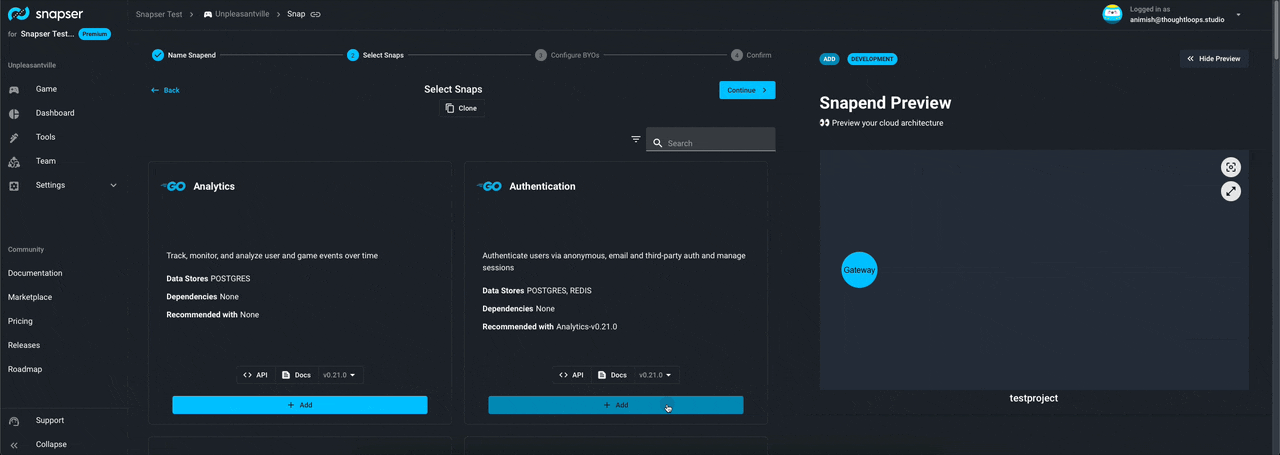 snapser
for Snapser Test... Premium
Unpleasantville
Game
Dashboard
Tools
Team
Settings
Community
Documentation
Marketplace
Pricing
Releases
Roadmap
Support
Collapse
Snapser Test > Unpleasantville > Snap
Logged in as
animish@thoughtloops.studio
Name Snapend
2 Select Snaps
3 Configure BYOs
4 Confirm
Back
Select Snaps
Continue
Clone
Search
GO Analytics
Track, monitor, and analyze user and game events over time
Data Stores POSTGRES
Dependencies None
Recommended with None
<> API Docs v0.21.0
+ Add
GO Authentication
Authenticate users via anonymous, email and third-party auth and manage
sessions
Data Stores POSTGRES, REDIS
Dependencies None
Recommended with Analytics-v0.21.0
<> API Docs v0.21.0
+ Add
ADD DEVELOPMENT
Hide Preview
Snapend Preview
👀 Preview your cloud architecture
Gateway
testproject